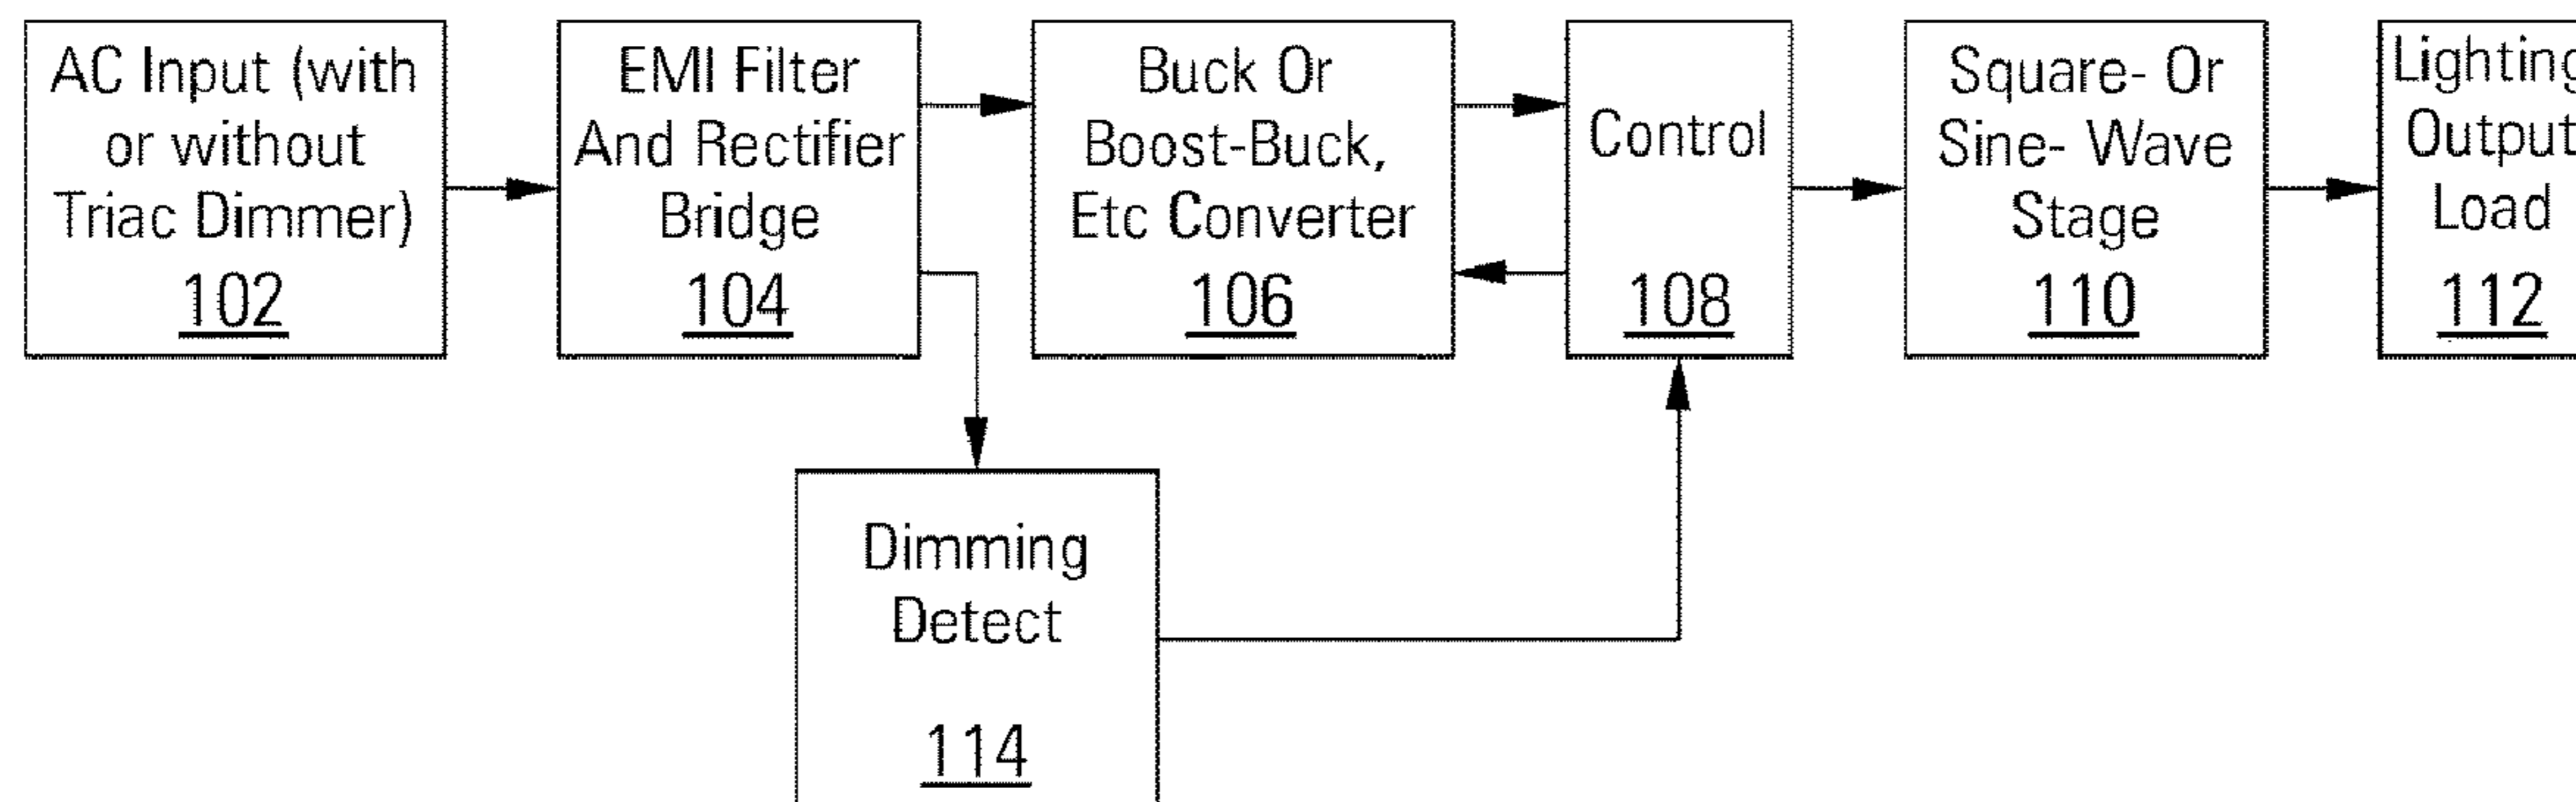 AC Input (with
or without
Triac Dimmer)
102
EMI Filter
And Rectifier
Bridge
104
Buck Or
Boost-Buck,
Etc Converter
106
Control
108
Square- Or
Sine- Wave
Stage
110
Lighting
Output
Load
112
Dimming
Detect
114